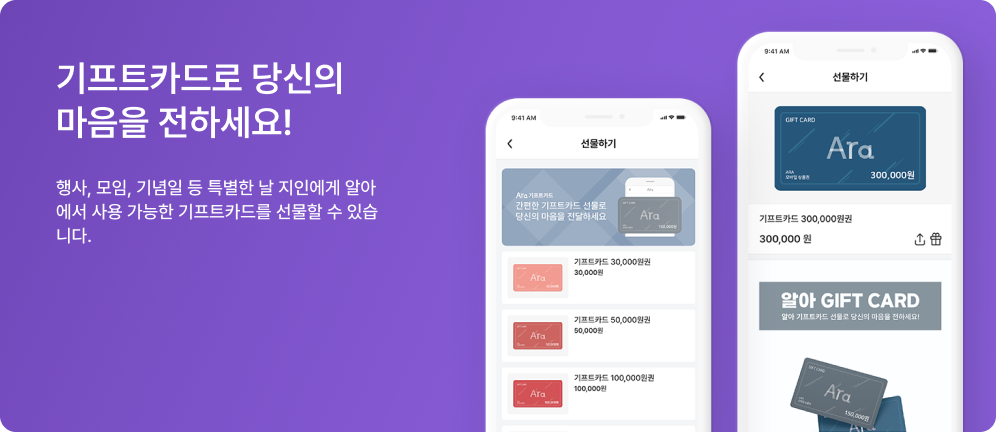 기프트카드로 당신의
마음을 전하세요!
행사, 모임, 기념일 등 특별한 날 지인에게 알아
에서 사용 가능한 기프트카드를 선물할 수 있습
니다.
9:41 AM
선물하기
Ara 기프트카드
간편한 기프트카드 선물로
당신의 마음을 전달하세요
Ara
기프트카드 30,000원권
30,000원
Ara
기프트카드 50,000원권
50,000원
Ara
기프트카드 100,000원권
100,000원
Ara
9:41 AM
선물하기
GIFT CARD
Ara
ARA
모바일 상품권
300,000원
기프트카드 300,000원권
300,000 원
알아 GIFT CARD
알아 기프트카드 선물로 당신의 마음을 전하세요!
GIFT CARD
Ara
150,000원